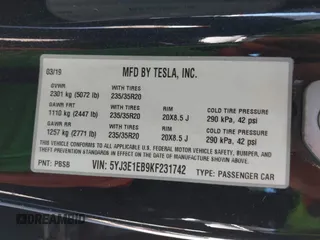 03/19 MFD BY TESLA, INC.
GVWR WITH TIRES
2301 kg (5072 lb) 235/35R20
GAWR FRT WITH TIRES RIM COLD TIRE PRESSURE
1110 kg (2447 lb) 235/35R20 20X8.5 J 290 kPa, 42 psi
GAWR RR WITH TIRES RIM COLD TIRE PRESSURE
1257 kg (2771 lb) 235/35R20 20X8.5 J 290 kPa, 42 psi
THIS VEHICLE CONFORMS TO ALL APPLICABLE
U.S. FEDERAL MOTOR VEHICLE SAFETY,
BUMPER, AND THEFT PREVENTION STANDARDS
IN EFFECT ON THE DATE OF MANUFACTURE
SHOWN ABOVE.
VIN: 5YJ3E1EB9KF231742
PNT: PBSB TYPE: PASSENGER CAR
DREAMBID